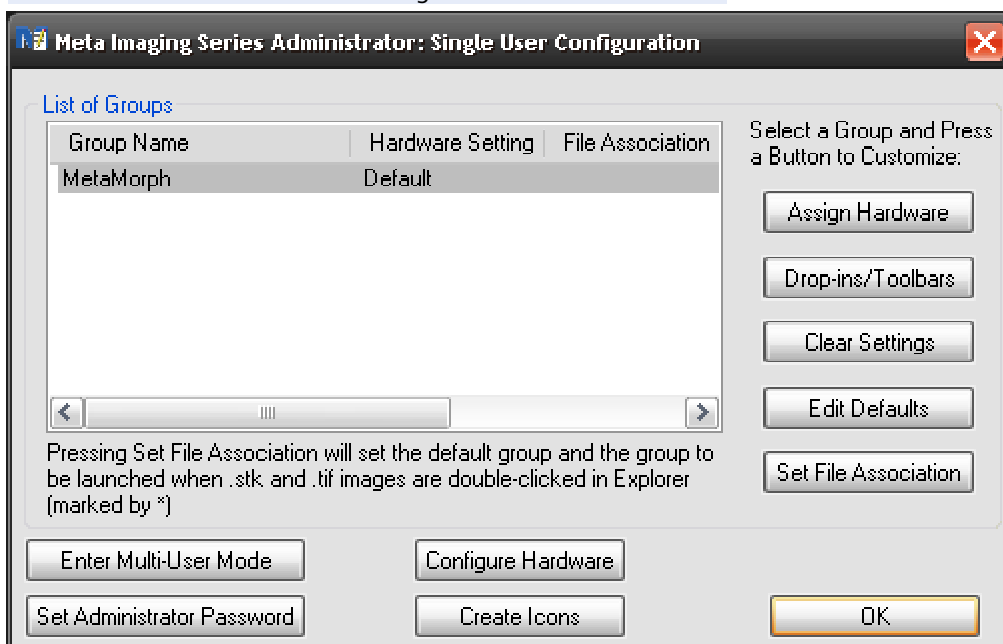 Meta Imaging Series Administrator: Single User Configuration
List of Groups
Group Name Hardware Setting File Association
MetaMorph Default
Select a Group and Press
a Button to Customize:
Assign Hardware
Drop-ins/Toolbars
Clear Settings
Edit Defaults
Set File Association
Pressing Set File Association will set the default group and the group to
be launched when .stk and .tif images are double-clicked in Explorer
(marked by *)
Enter Multi-User Mode Configure Hardware
Set Administrator Password Create Icons OK